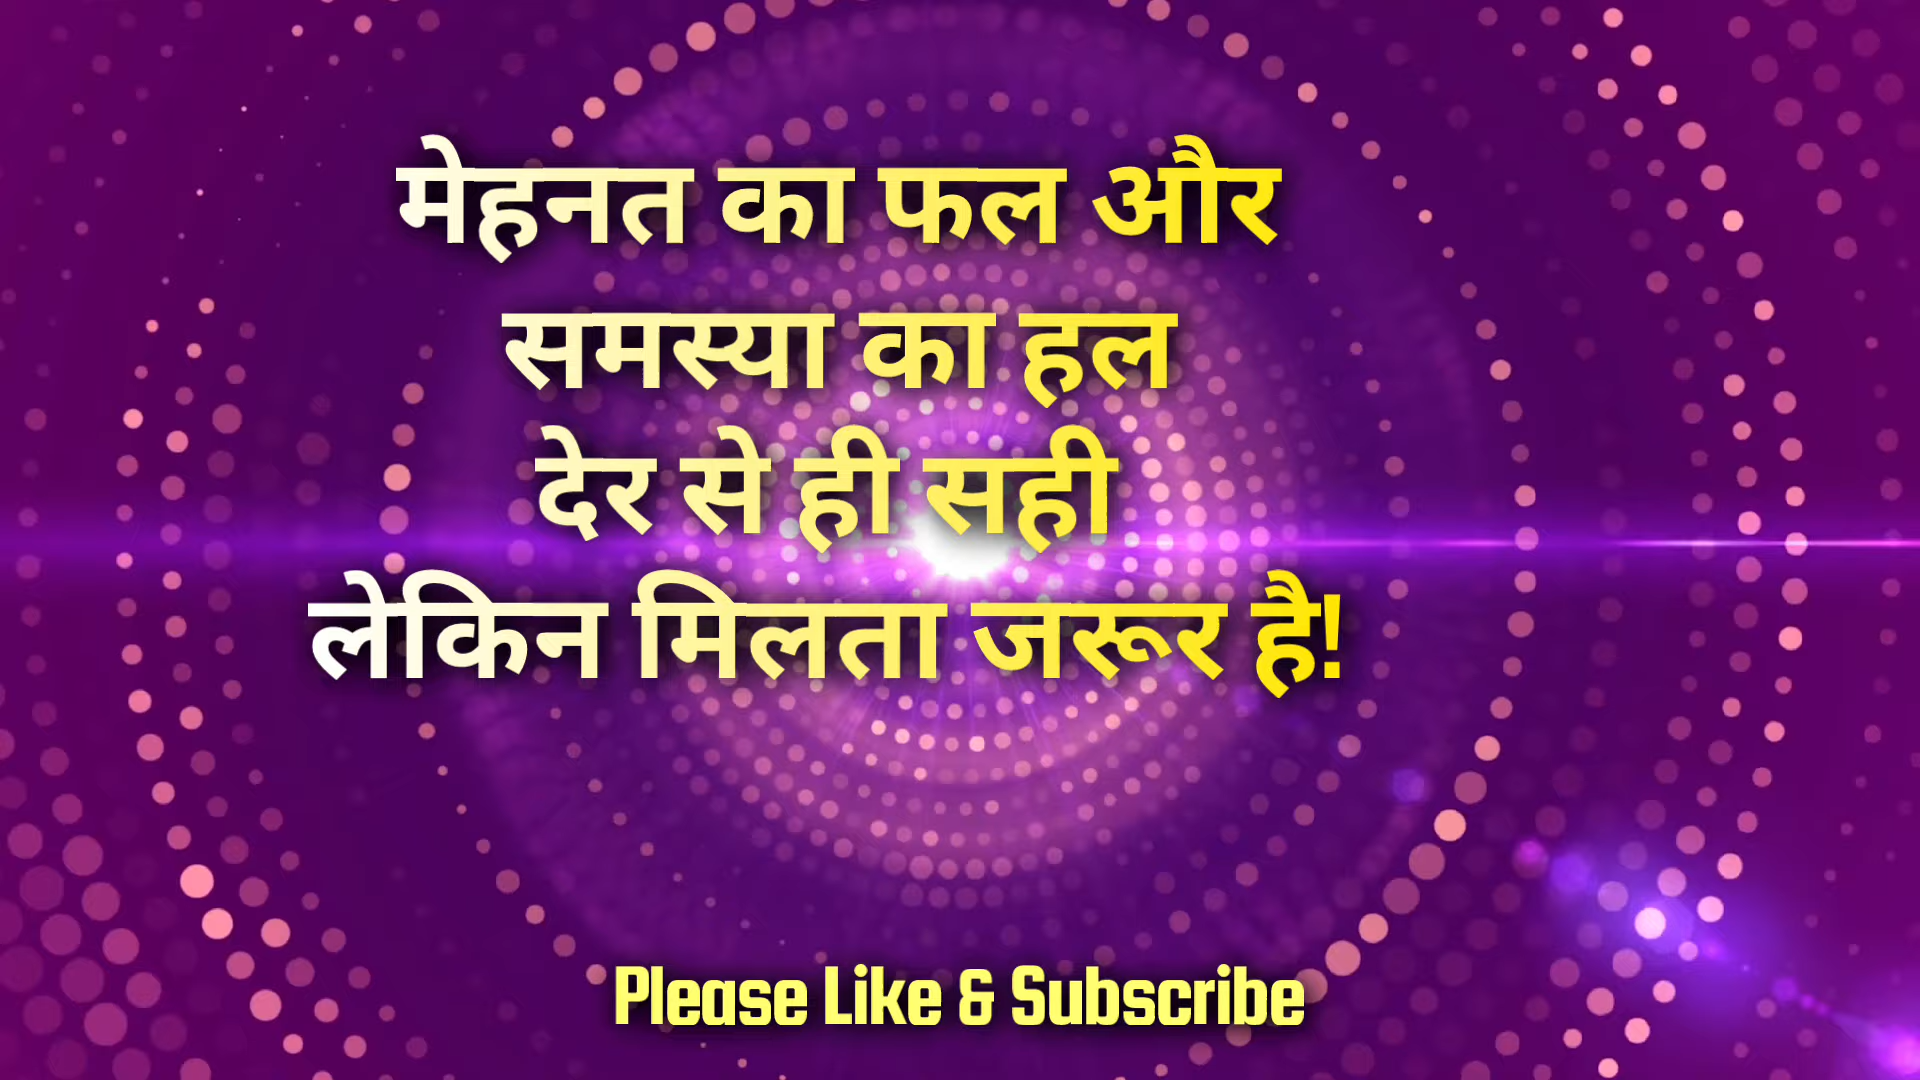 मेहनत का फल और
समस्या का हल
देर से ही सही
लेकिन मिलता जरूर है!
Please Like & Subscribe